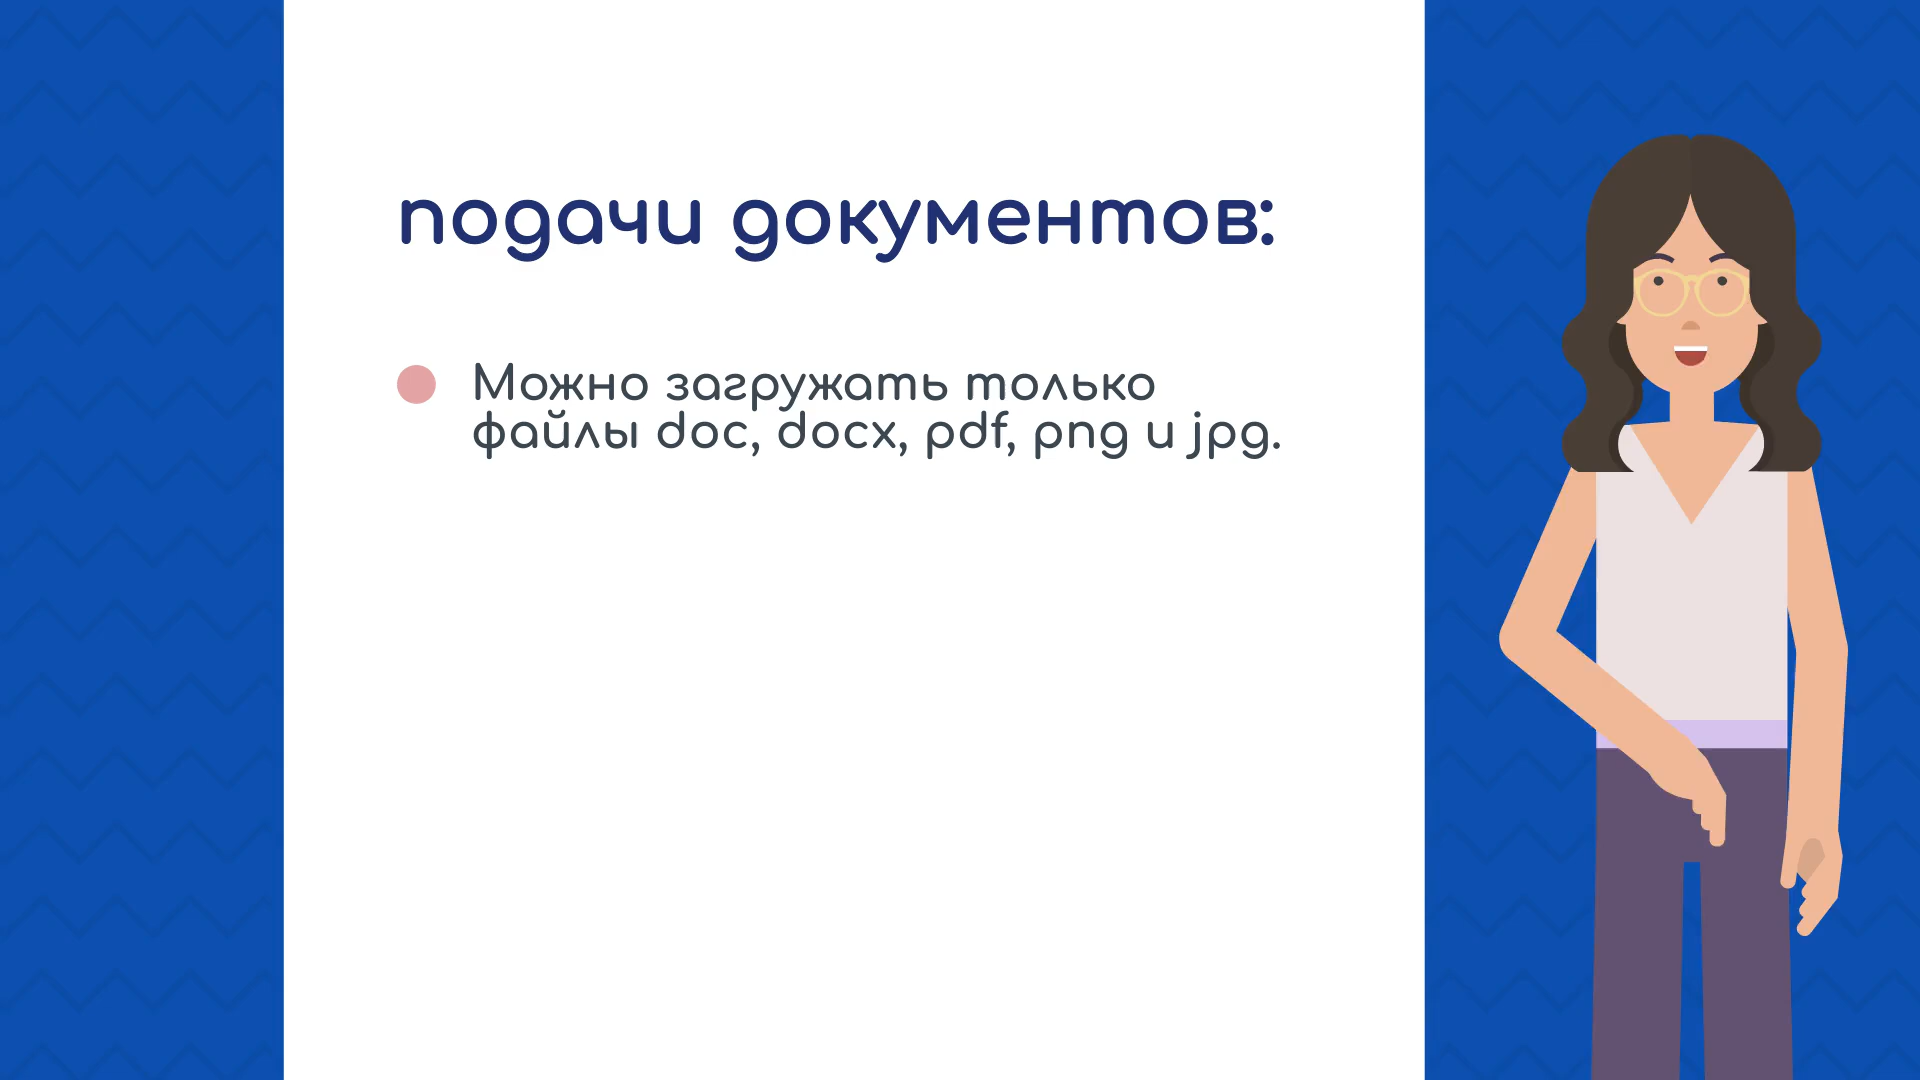 подачи документов:
Можно загружать только
файлы doc, docx, pdf, png и jpg.